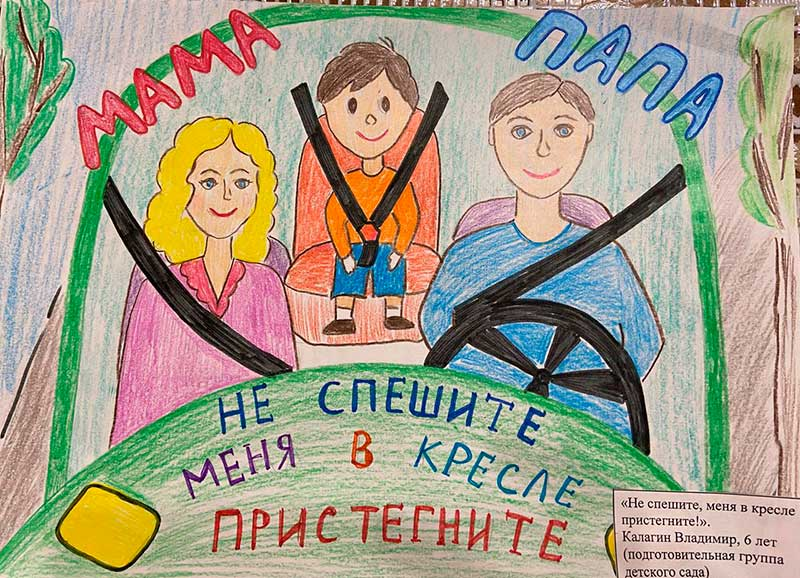 МАМА
ПАПА
НЕ СПЕШИТЕ
МЕНЯ В КРЕСЛЕ
ПРИСТЕГНИТЕ
«Не спешите, меня в кресле
пристегните!».
Калагин Владимир, 6 лет
(подготовительная группа
детского сада)